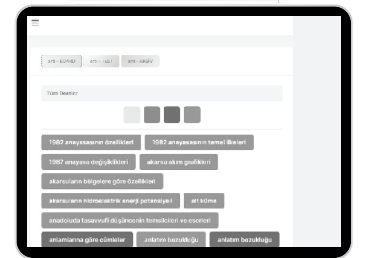 Tüm Dersler
1982 anayasasının özellikleri 1982 anayasasının temel ilkeleri
1982 anayasa değişiklikleri akarsu akım grafikleri
akarsuların bölgelere göre özellikleri
akarsuların hidroelektrik enerji potansiyeli alt küme
anadoluda tasavvufi düşüncenin temsilcileri ve eserleri
anlamlarına göre cümleler anlatım bozukluğu anlatım bozukluğu